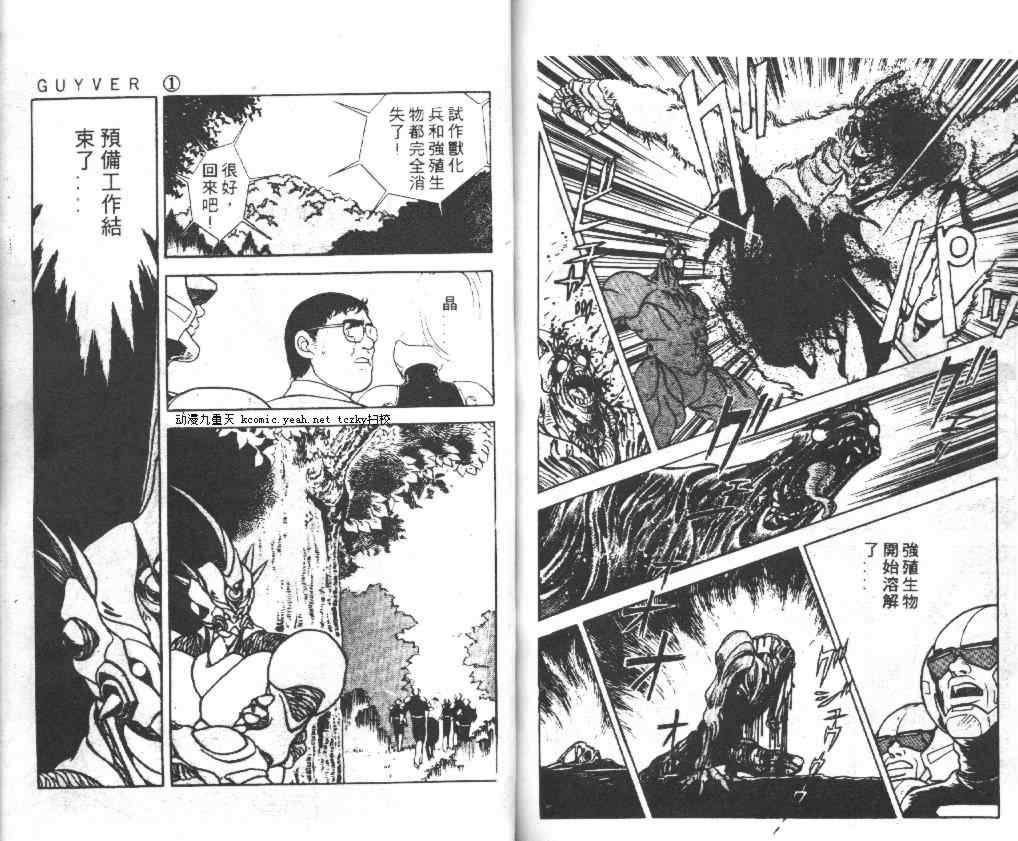 GUYVER ①
強殖生物
開始溶解
了‥‥
試作獸化
兵和強殖生
物都完全消
失了！
很好，
回來吧！
晶
‥‥
預備工作結
束了‥‥
动漫九重天 kcomic.yeah.net tczky扫校